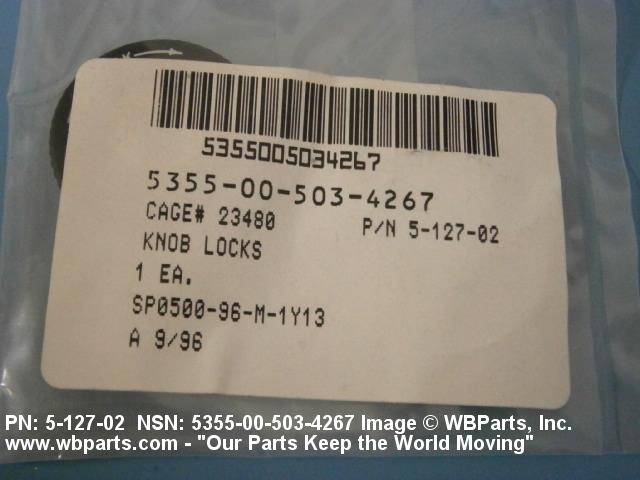 5355005034267
5355-00-503-4267
CAGE# 23480 P/N 5-127-02
KNOB LOCKS
1 EA.
SP0500-96-M-1Y13
A 9/96
PN: 5-127-02 NSN: 5355-00-503-4267 Image © WBParts, Inc.
www.wbparts.com - "Our Parts Keep the World Moving"